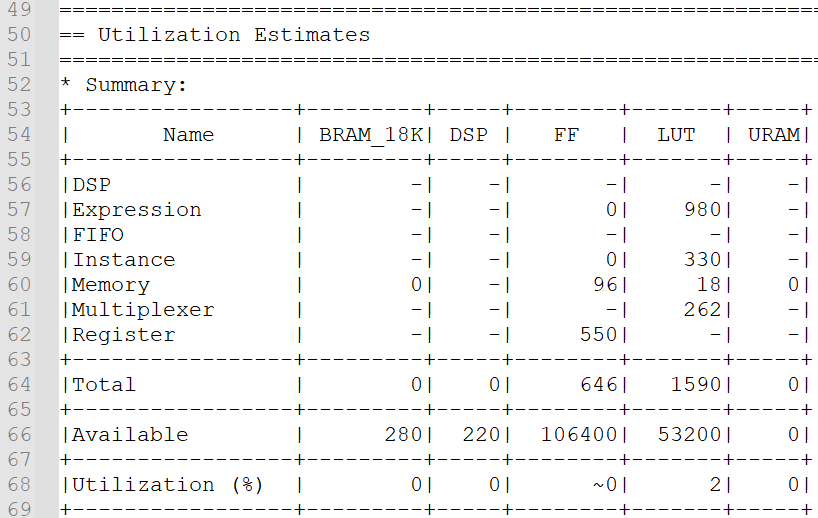 49 ================================================================
50 == Utilization Estimates
51 ================================================================
52 * Summary:
53 +-----------------+---------+-----+--------+-------+-----+
54 |       Name      | BRAM_18K| DSP |   FF   |  LUT  | URAM|
55 +-----------------+---------+-----+--------+-------+-----+
56 |DSP              |        -|    -|       -|      -|    -|
57 |Expression       |        -|    -|       0|    980|    -|
58 |FIFO             |        -|    -|       -|      -|    -|
59 |Instance         |        -|    -|       0|    330|    -|
60 |Memory           |        0|    -|      96|     18|    0|
61 |Multiplexer      |        -|    -|       -|    262|    -|
62 |Register         |        -|    -|     550|      -|    -|
63 +-----------------+---------+-----+--------+-------+-----+
64 |Total            |        0|    0|     646|   1590|    0|
65 +-----------------+---------+-----+--------+-------+-----+
66 |Available        |      280|  220|  106400|  53200|    0|
67 +-----------------+---------+-----+--------+-------+-----+
68 |Utilization (%)  |        0|    0|      ~0|      2|    0|
69 +-----------------+---------+-----+--------+-------+-----+